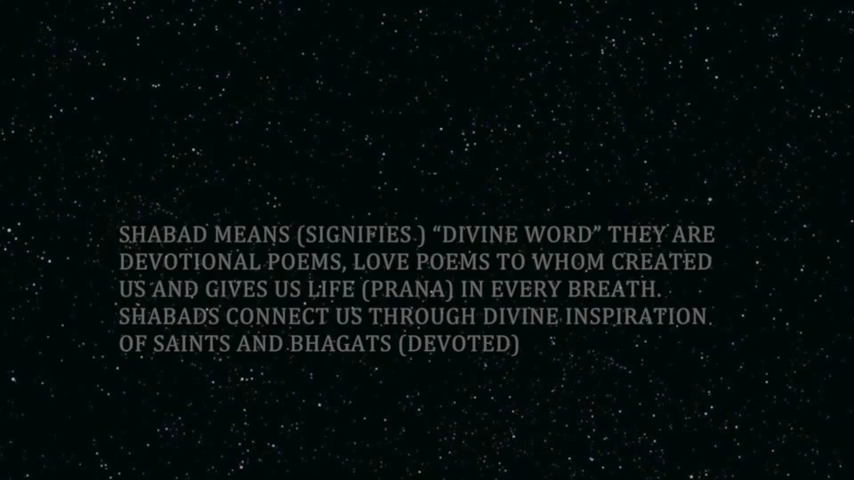 SHABAD MEANS (SIGNIFIES ) “DIVINE WORD” THEY ARE
DEVOTIONAL POEMS, LOVE POEMS TO WHOM CREATED
US AND GIVES US LIFE (PRANA) IN EVERY BREATH.
SHABADS CONNECT US THROUGH DIVINE INSPIRATION
OF SAINTS AND BHAGATS (DEVOTED)